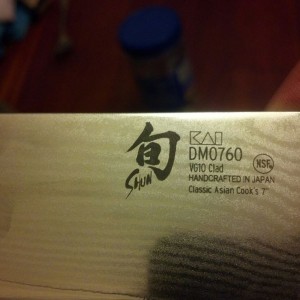 旬
Shun
KAI
DM0760
VG10 Clad
HANDCRAFTED IN JAPAN
Classic Asian Cook's 7"
NSF